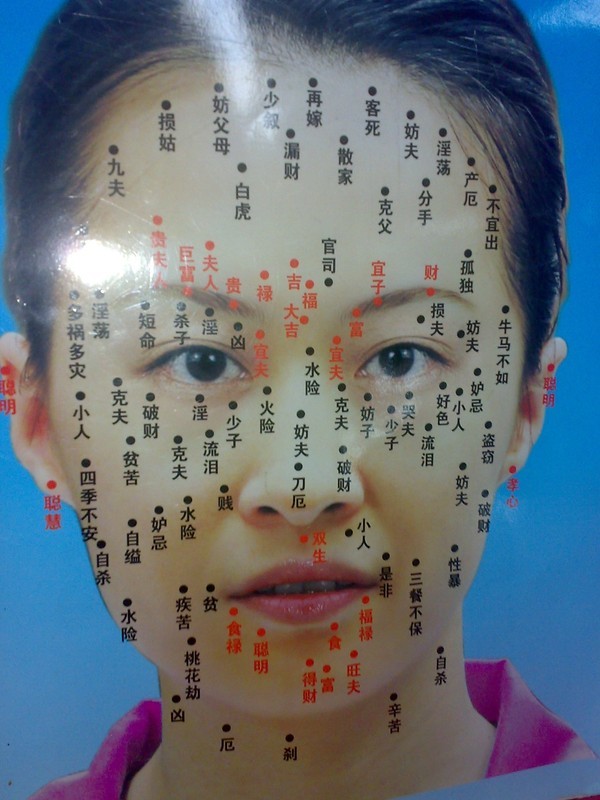 损姑
妨父母
少叙
再嫁
客死
妨夫
淫荡
产厄
不宜出
九夫
白虎
漏财
散家
克父
分手
孤独
贵夫人
巨富
夫人
贵
禄
吉
福
大吉
官司
宜子
富
财
多祸多灾
淫荡
短命
杀子
淫
凶
宜夫
水险
宜夫
损夫
妨夫
牛马不如
聪明
小人
克夫
破财
淫
少子
火险
妨夫
克夫
妨子
少子
哭夫
好色
小人
妒忌
聪明
贫苦
克夫
流泪
破财
流泪
盗窃
四季不安
妒忌
水险
贱
刀厄
妨夫
破财
孝心
聪慧
自杀
自缢
双生
小人
是非
三餐不保
性暴
水险
疾苦
贫
食禄
聪明
食
福禄
桃花劫
得财
富
旺夫
自杀
凶
厄
刹
辛苦